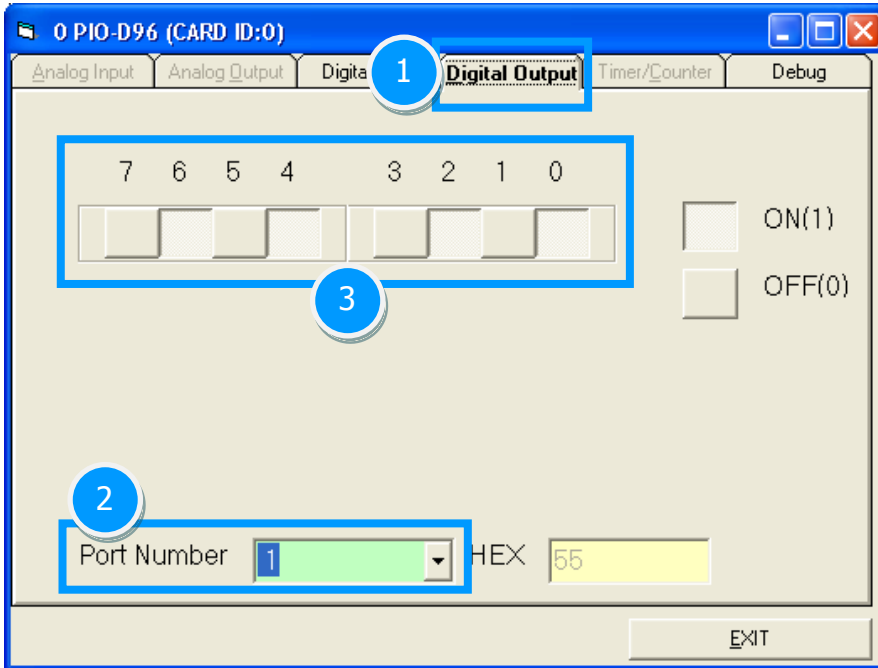 0 PIO-D96 (CARD ID:0)
Analog Input Analog Output Digita 1 Digital Output Timer/Counter Debug
7 6 5 4 3 2 1 0
ON(1)
3
OFF(0)
2
Port Number 1 HEX 55
EXIT